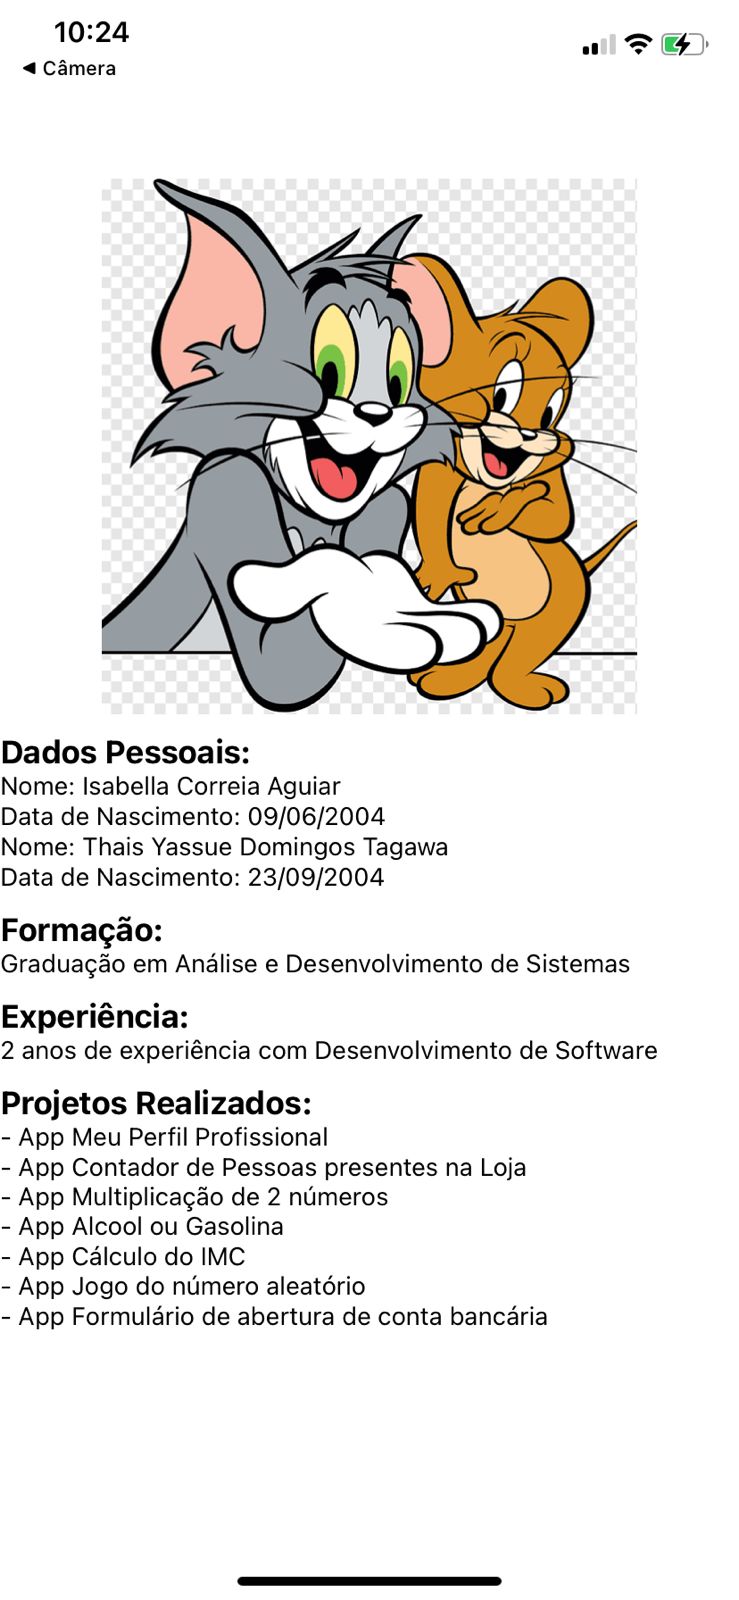 10:24
◀ Câmera
Dados Pessoais:
Nome: Isabella Correia Aguiar
Data de Nascimento: 09/06/2004
Nome: Thais Yassue Domingos Tagawa
Data de Nascimento: 23/09/2004
Formação:
Graduação em Análise e Desenvolvimento de Sistemas
Experiência:
2 anos de experiência com Desenvolvimento de Software
Projetos Realizados:
- App Meu Perfil Profissional
- App Contador de Pessoas presentes na Loja
- App Multiplicação de 2 números
- App Alcool ou Gasolina
- App Cálculo do IMC
- App Jogo do número aleatório
- App Formulário de abertura de conta bancária